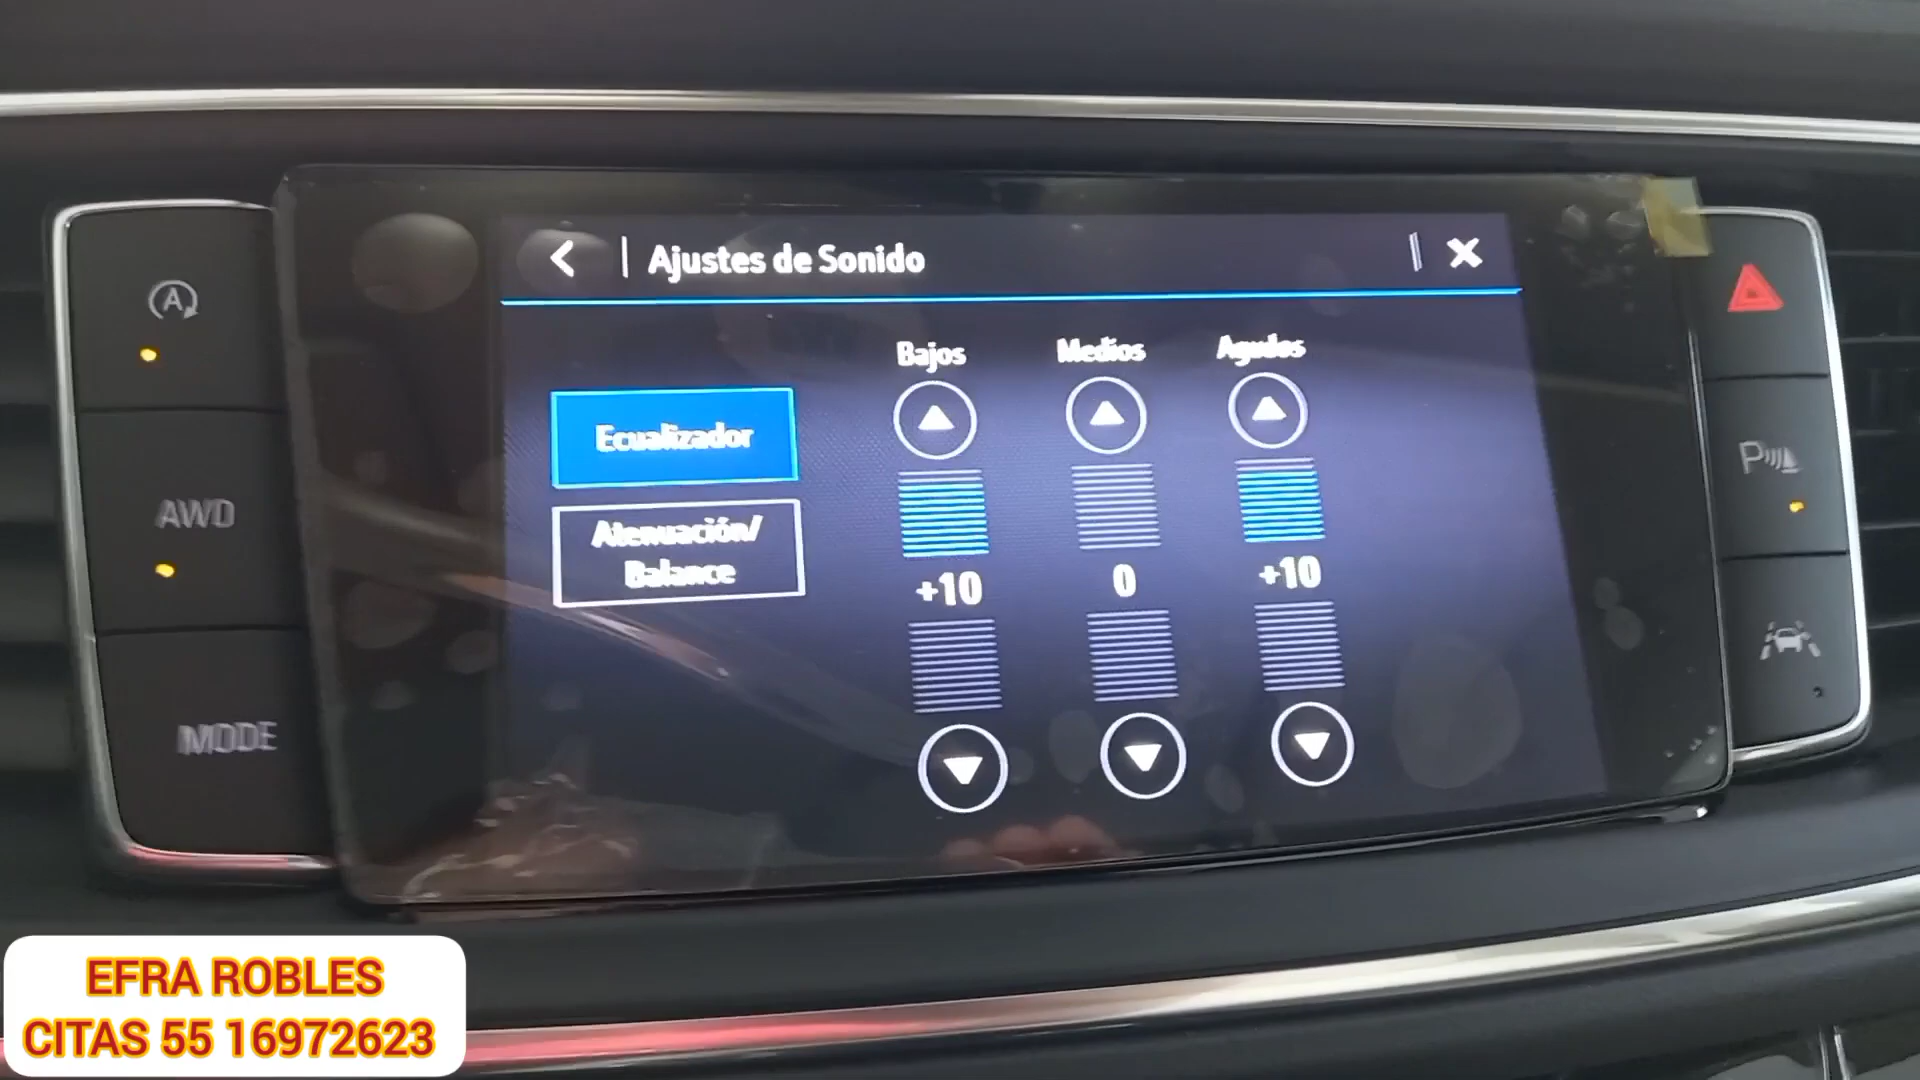 Ajustes de Sonido
Bajos Medios Agudos
Ecualizador
Atenuación/
Balance
+10 0 +10
A
AWD
MODE
P
EFRA ROBLES
CITAS 55 16972623